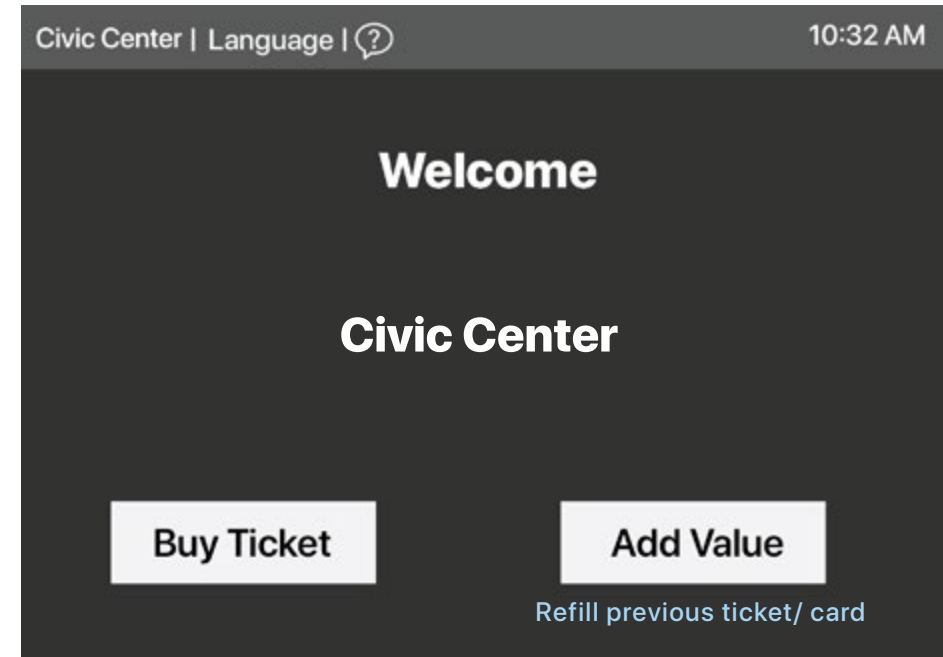 Civic Center | Language | ? 10:32 AM
Welcome
Civic Center
Buy Ticket Add Value
Refill previous ticket/ card